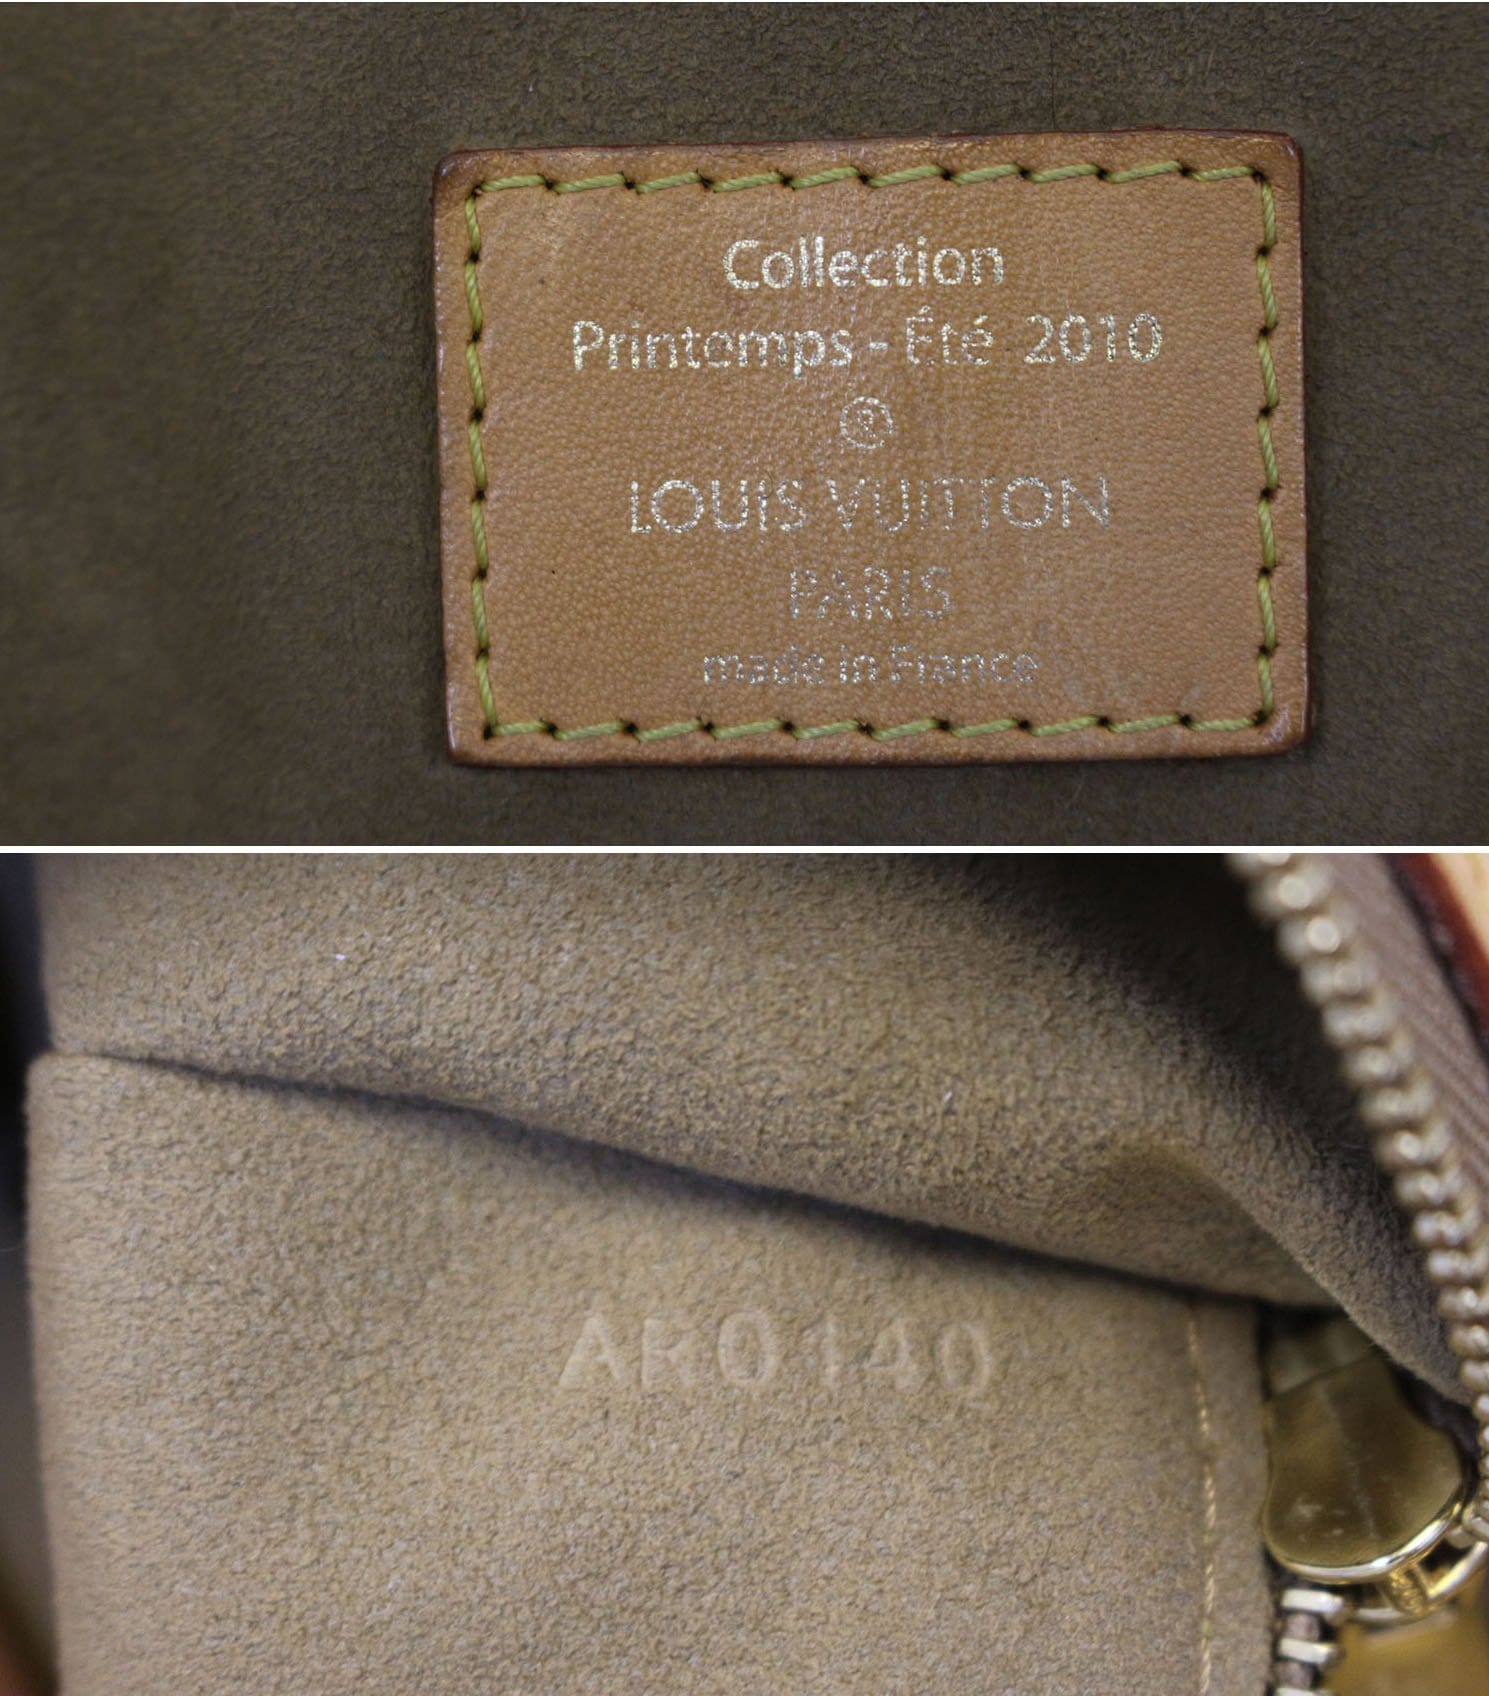 Collection
Printemps - Été 2010
®
LOUIS VUITTON
PARIS
made in France
AR0140